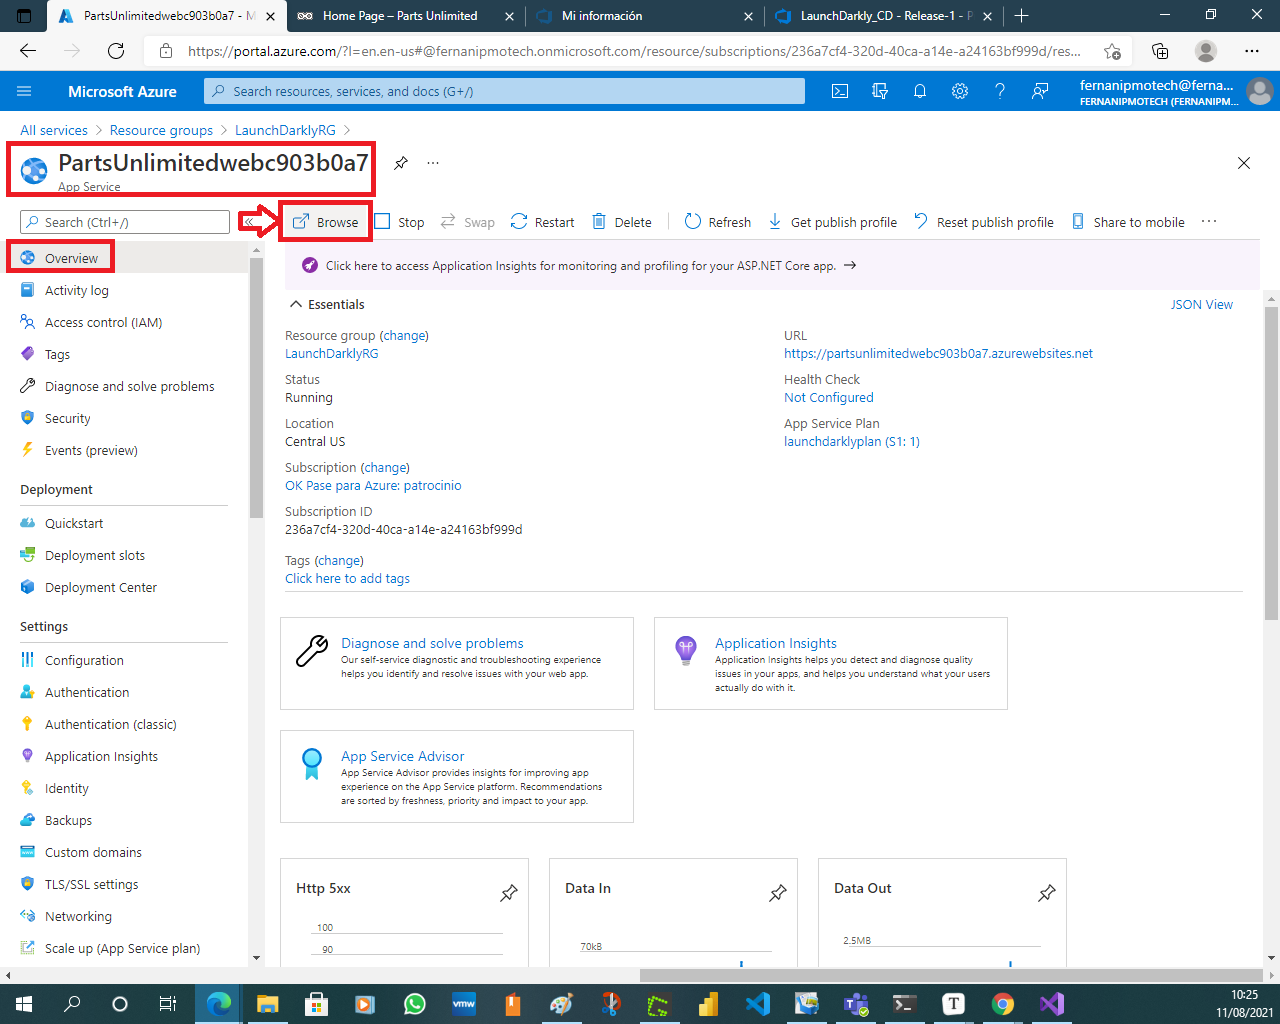 PartsUnlimitedwebc903b0a7 - M
Home Page – Parts Unlimited
Mi información
LaunchDarkly_CD - Release-1 - P
https://portal.azure.com/?l=en.en-us#@fernanipmotech.onmicrosoft.com/resource/subscriptions/236a7cf4-320d-40ca-a14e-a24163bf999d/res...
Microsoft Azure
Search resources, services, and docs (G+/)
fernanipmotech@ferna...
FERNANIPMOTECH (FERNANIPM...
All services > Resource groups > LaunchDarklyRG >
PartsUnlimitedwebc903b0a7
App Service
Search (Ctrl+/)
Browse
Stop
Swap
Restart
Delete
Refresh
Get publish profile
Reset publish profile
Share to mobile
Overview
Activity log
Access control (IAM)
Tags
Diagnose and solve problems
Security
Events (preview)
Deployment
Quickstart
Deployment slots
Deployment Center
Settings
Configuration
Authentication
Authentication (classic)
Application Insights
Identity
Backups
Custom domains
TLS/SSL settings
Networking
Scale up (App Service plan)
Click here to access Application Insights for monitoring and profiling for your ASP.NET Core app. →
Essentials
JSON View
Resource group (change)
LaunchDarklyRG
Status
Running
Location
Central US
Subscription (change)
OK Pase para Azure: patrocinio
Subscription ID
236a7cf4-320d-40ca-a14e-a24163bf999d
Tags (change)
Click here to add tags
URL
https://partsunlimitedwebc903b0a7.azurewebsites.net
Health Check
Not Configured
App Service Plan
launchdarklyplan (S1: 1)
Diagnose and solve problems
Our self-service diagnostic and troubleshooting experience
helps you identify and resolve issues with your web app.
Application Insights
Application Insights helps you detect and diagnose quality
issues in your apps, and helps you understand what your users
actually do with it.
App Service Advisor
App Service Advisor provides insights for improving app
experience on the App Service platform. Recommendations
are sorted by freshness, priority and impact to your app.
Http 5xx
100
90
Data In
70kB
Data Out
2.5MB
vmw
T
10:25
11/08/2021